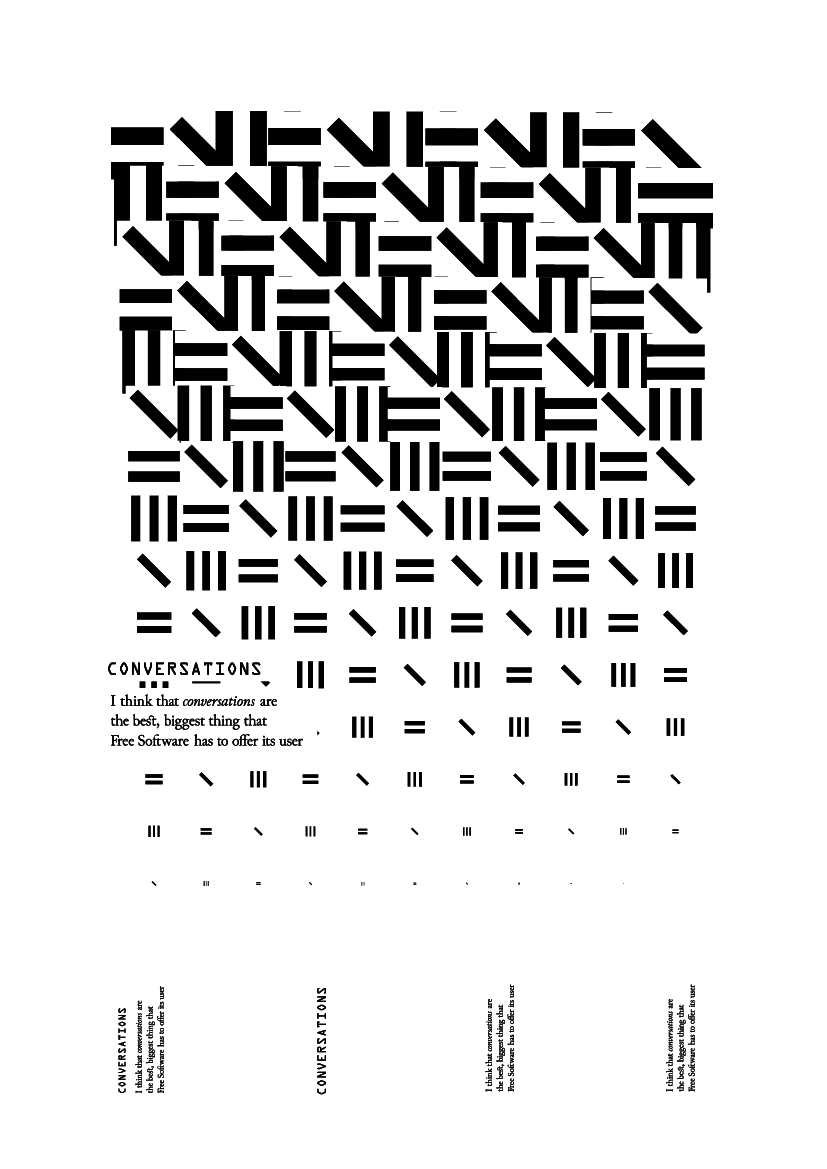 CONVERSATIONS
I think that conversations are
the best, biggest thing that
Free Software has to offer its user
CONVERSATIONS
I think that conversations are
the best, biggest thing that
Free Software has to offer its user
CONVERSATIONS
I think that conversations are
the best, biggest thing that
Free Software has to offer its user
I think that conversations are
the best, biggest thing that
Free Software has to offer its user